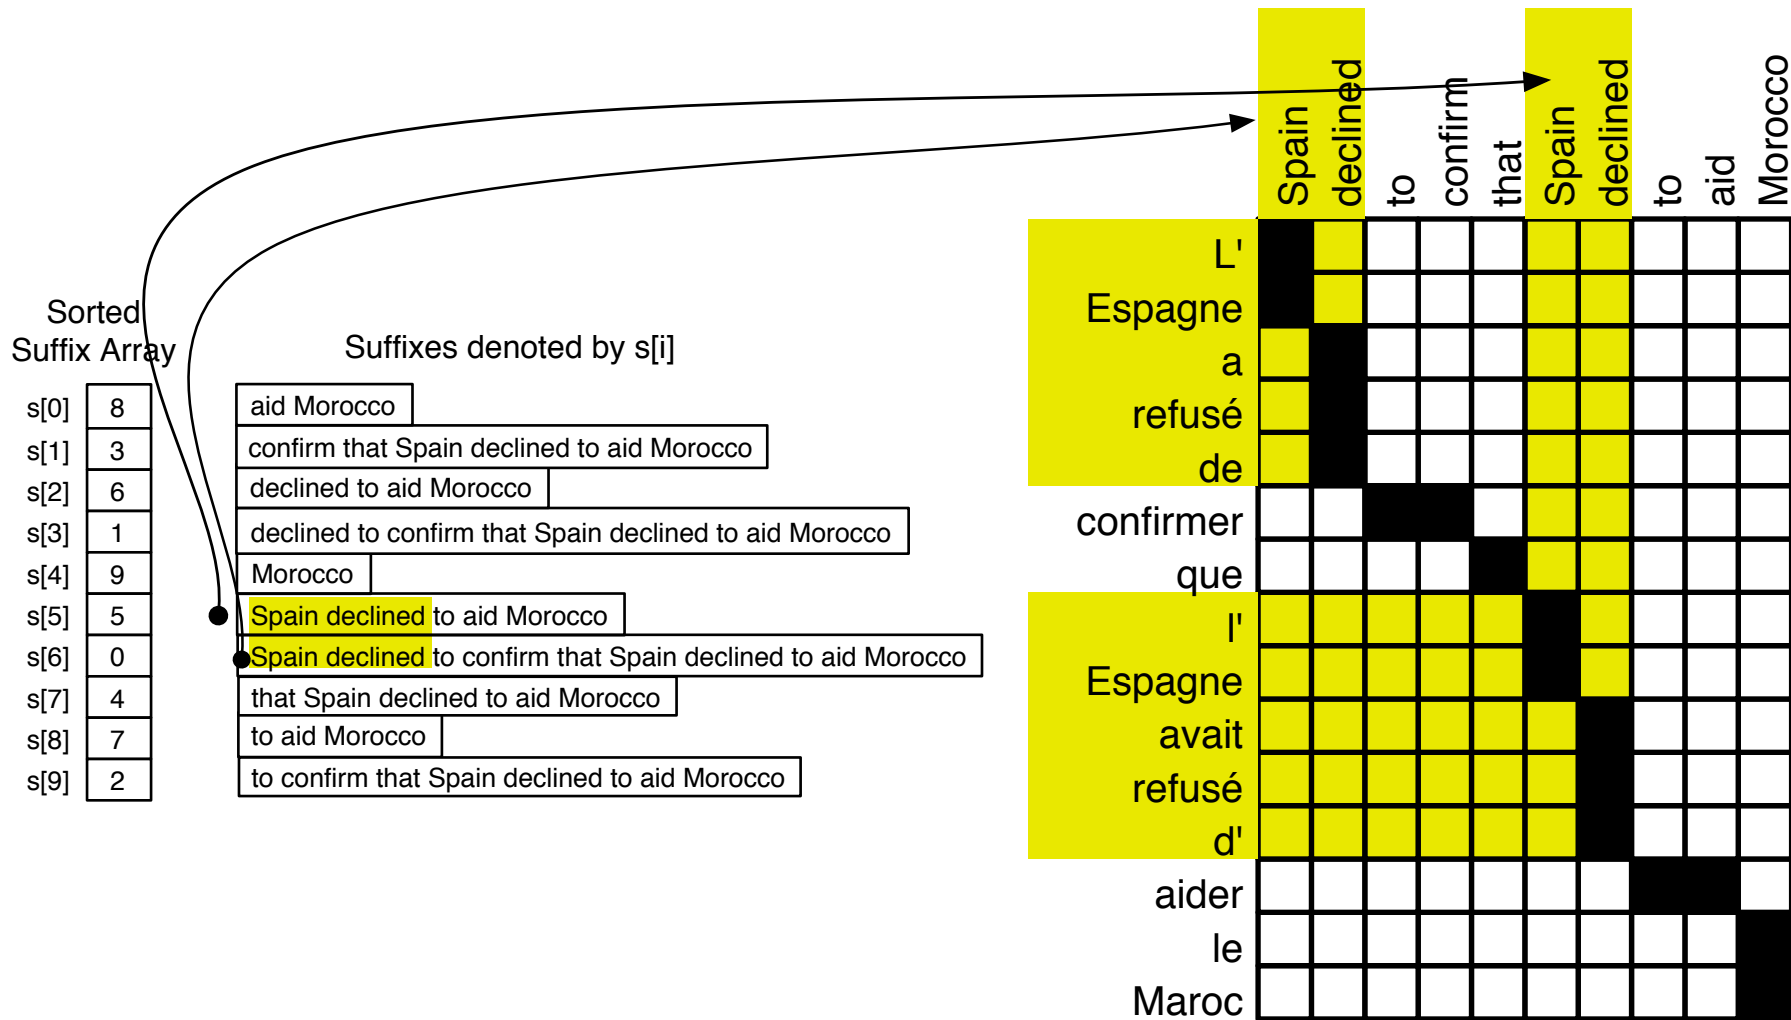 Spain
declined
to
confirm
that
Spain
declined
to
aid
Morocco
Sorted
Suffix Array
Suffixes denoted by s[i]
s[0] 8 aid Morocco
s[1] 3 confirm that Spain declined to aid Morocco
s[2] 6 declined to aid Morocco
s[3] 1 declined to confirm that Spain declined to aid Morocco
s[4] 9 Morocco
s[5] 5 Spain declined to aid Morocco
s[6] 0 Spain declined to confirm that Spain declined to aid Morocco
s[7] 4 that Spain declined to aid Morocco
s[8] 7 to aid Morocco
s[9] 2 to confirm that Spain declined to aid Morocco
L'
Espagne
a
refusé
de
confirmer
que
l'
Espagne
avait
refusé
d'
aider
le
Maroc